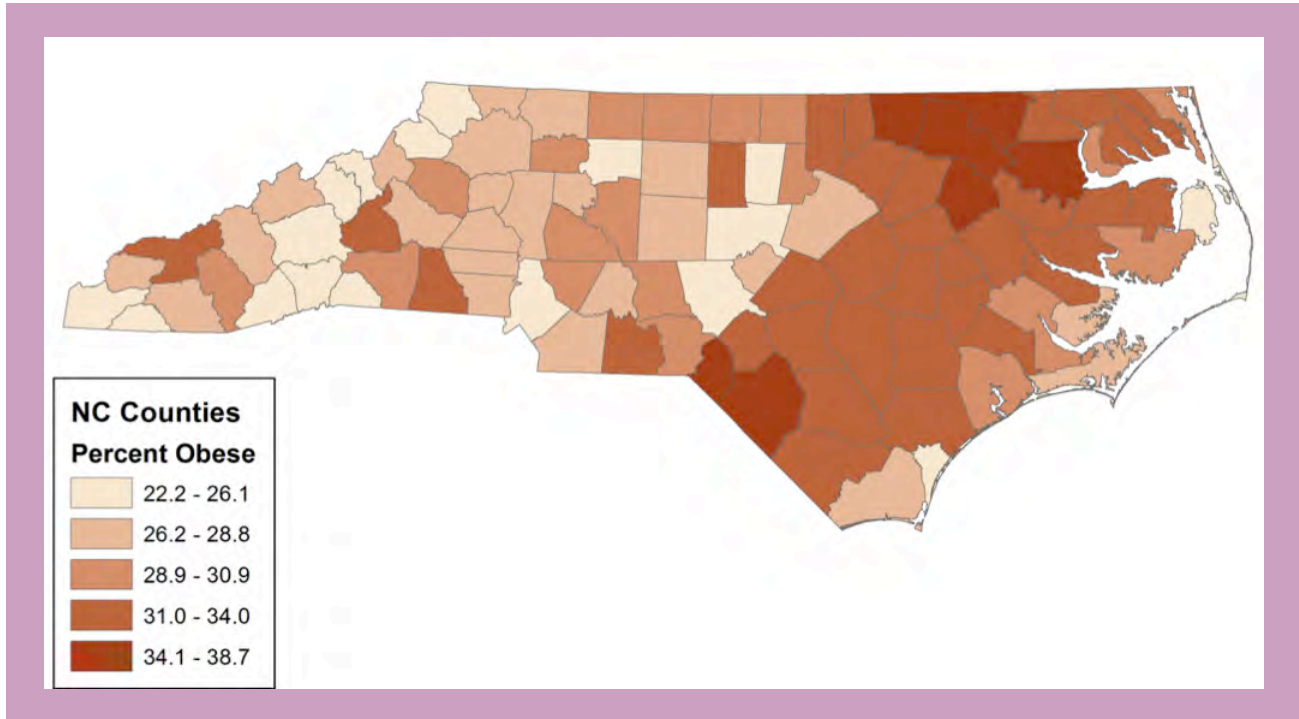 NC Counties
Percent Obese
22.2 - 26.1
26.2 - 28.8
28.9 - 30.9
31.0 - 34.0
34.1 - 38.7